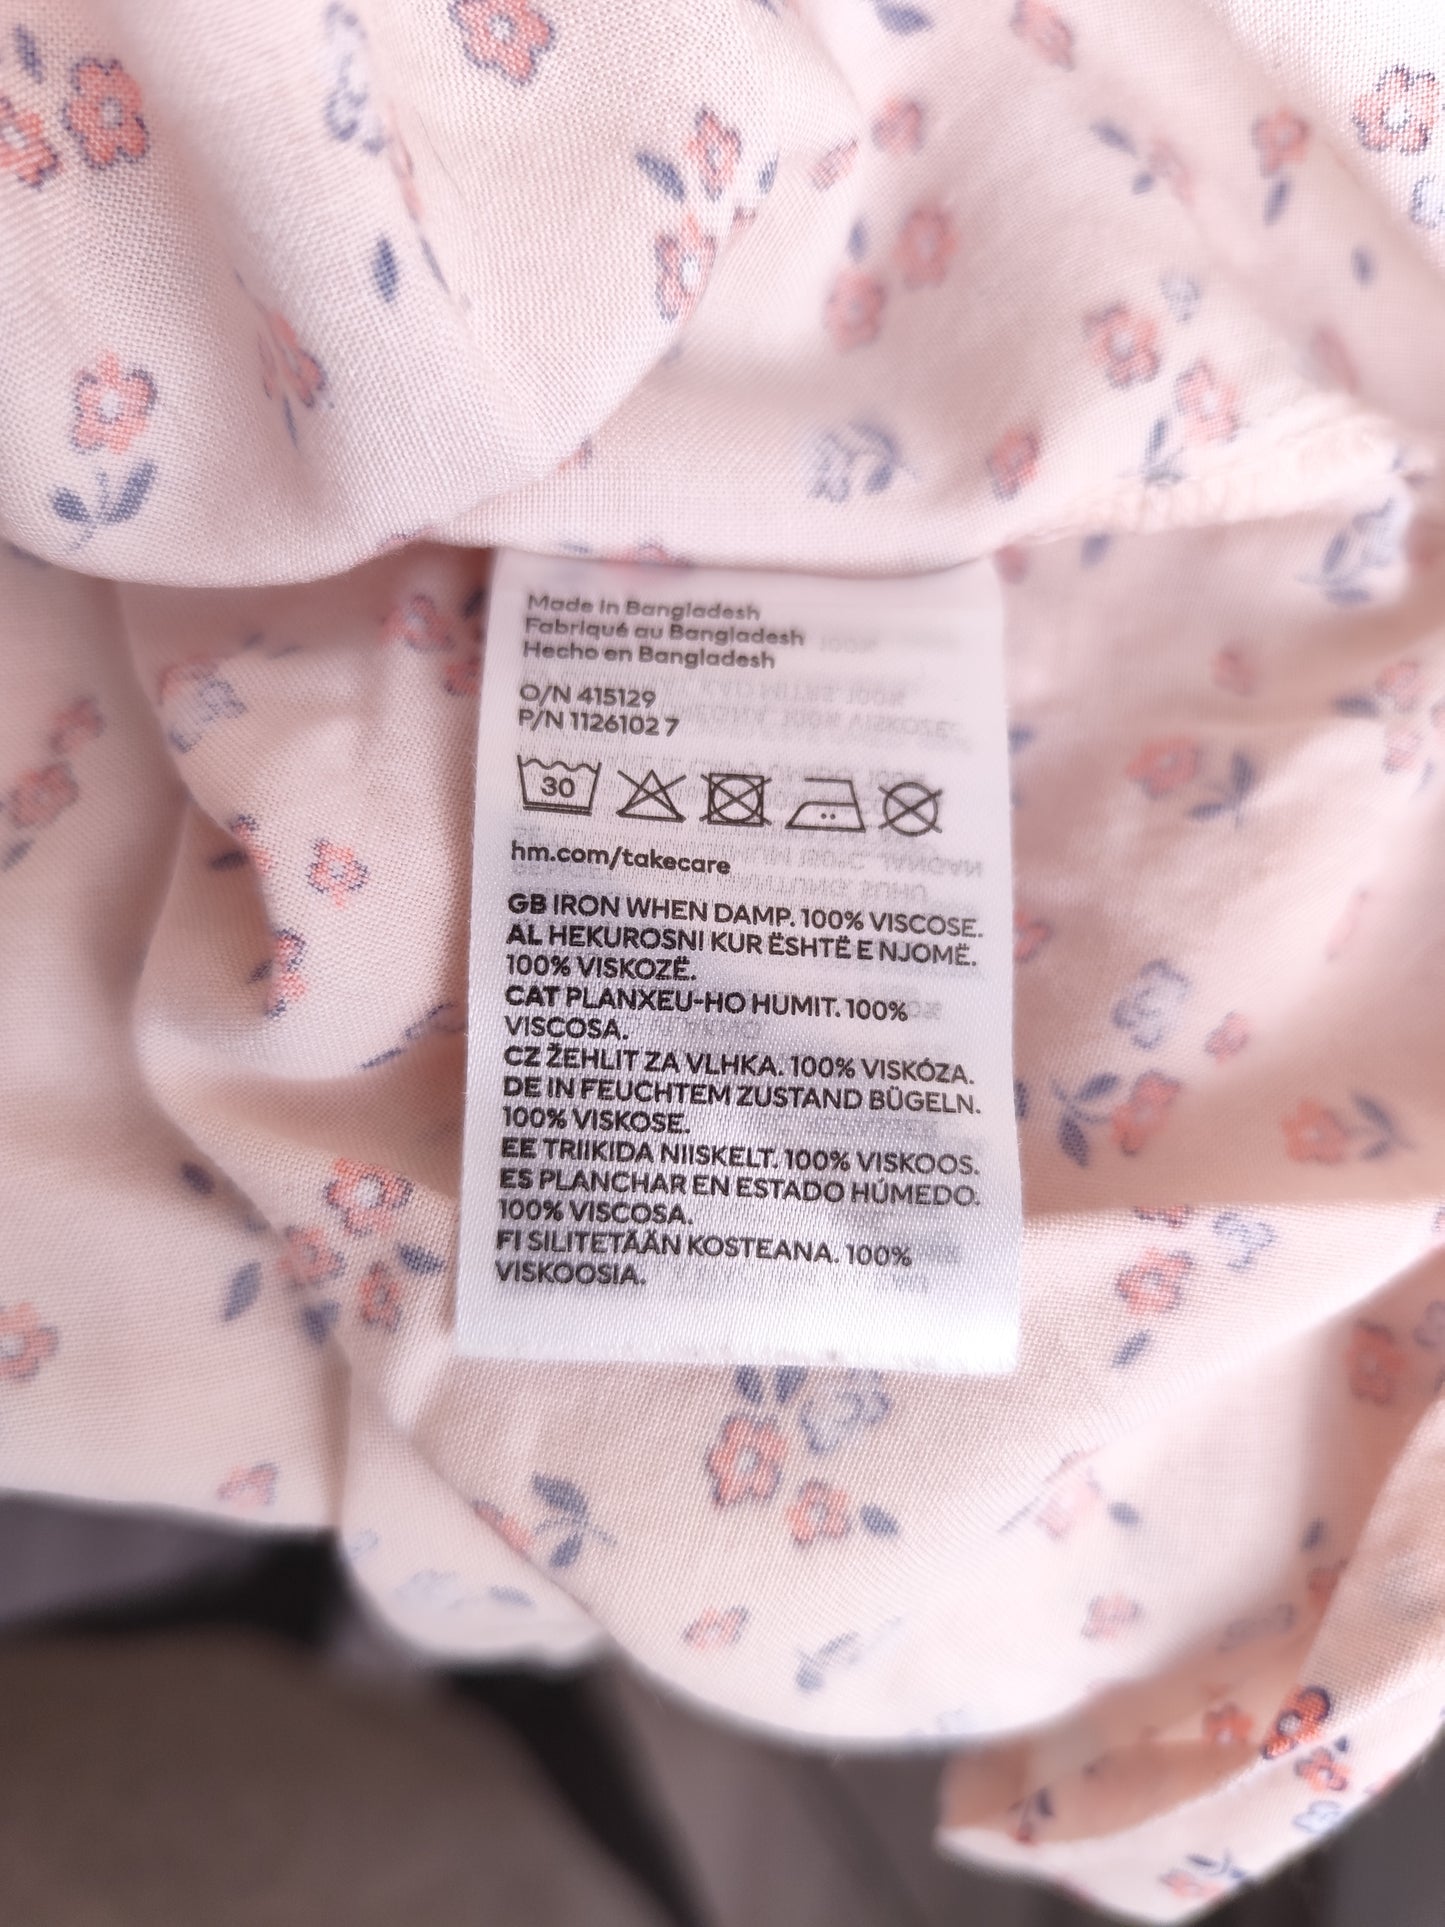 Made in Bangladesh
Fabriqué au Bangladesh
Hecho en Bangladesh
O/N 415129
P/N 1126102 7
30
hm.com/takecare
GB IRON WHEN DAMP. 100% VISCOSE.
AL HEKUROSNI KUR ËSHTË E NJOMË.
100% VISKOZË.
CAT PLANXEU-HO HUMIT. 100%
VISCOSA.
CZ ŽEHLIT ZA VLHKA. 100% VISKÓZA.
DE IN FEUCHTEM ZUSTAND BÜGELN.
100% VISKOSE.
EE TRIIKIDA NIISKELT. 100% VISKOOS.
ES PLANCHAR EN ESTADO HÚMEDO.
100% VISCOSA.
FI SILITETÄÄN KOSTEANA. 100%
VISKOOSIA.